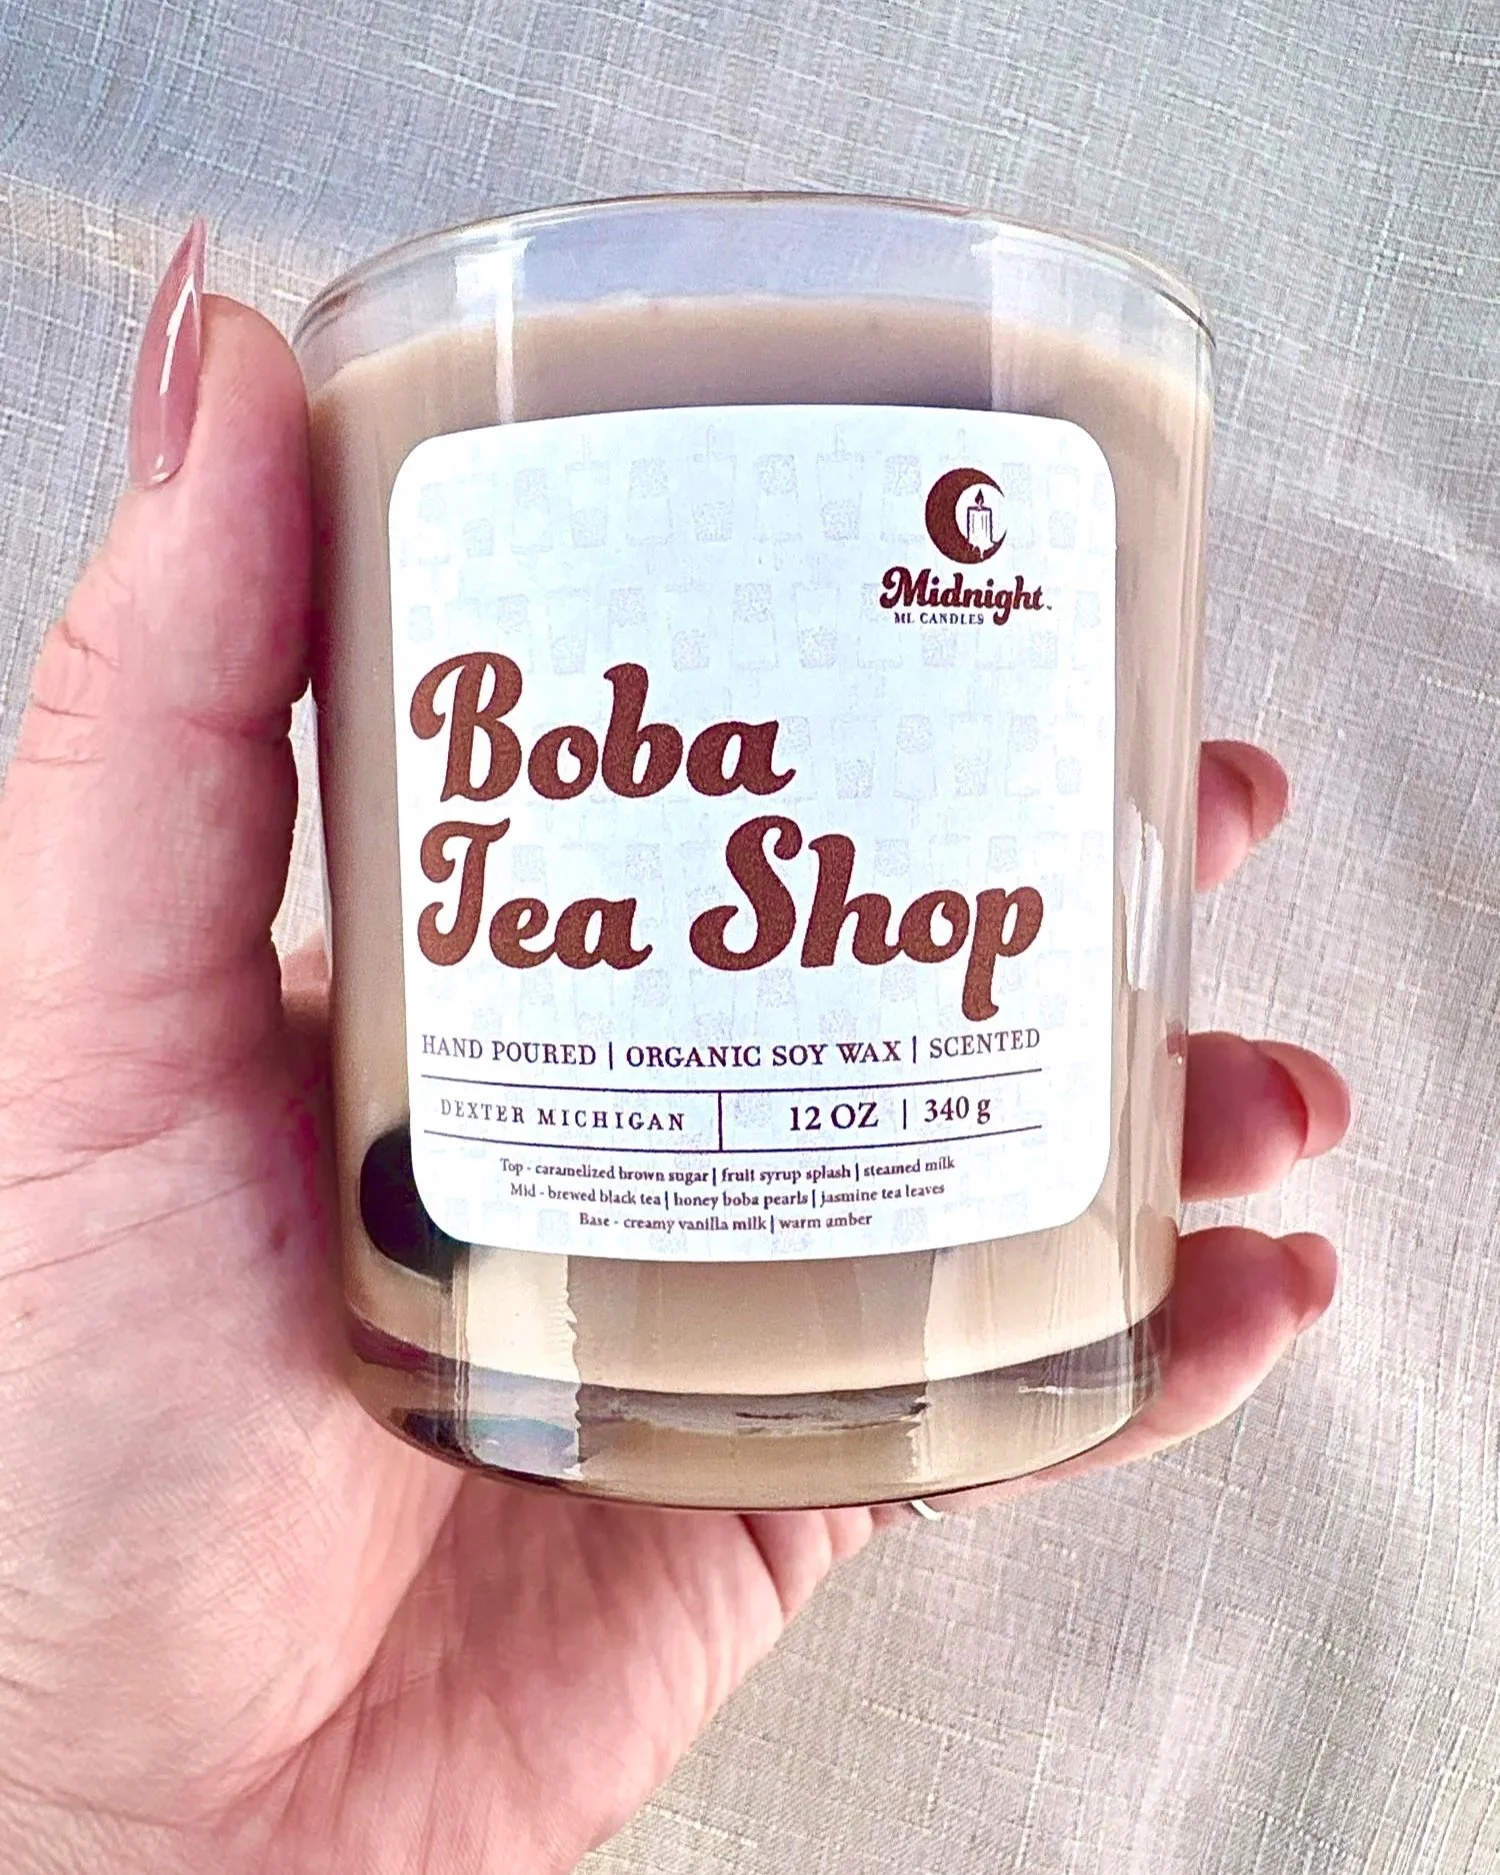 Midnight.
MI. CANDLES
Boba
Tea Shop
HAND POURED | ORGANIC SOY WAX | SCENTED
DEXTER MICHIGAN | 12 OZ | 340 g
Top - caramelized brown sugar | fruit syrup splash | steamed milk
Mid - brewed black tea | honey boba pearls | jasmine tea leaves
Base - creamy vanilla milk | warm amber